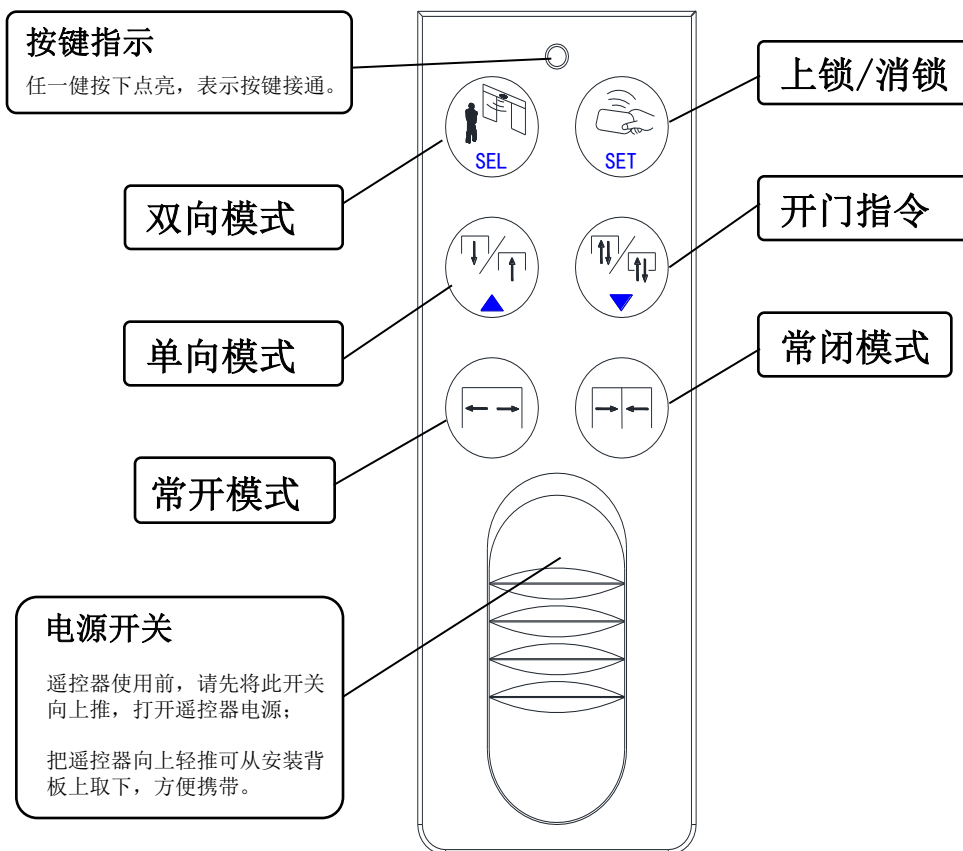 按键指示
任一健按下点亮，表示按键接通。
上锁/消锁
SEL
SET
双向模式
开门指令
单向模式
常闭模式
常开模式
电源开关
遥控器使用前，请先将此开关
向上推，打开遥控器电源；
把遥控器向上轻推可从安装背
板上取下，方便携带。